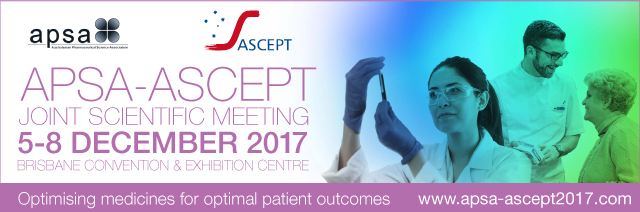 apsa
Australasian Pharmaceutical Science Association
ASCEPT
APSA-ASCEPT
JOINT SCIENTIFIC MEETING
5-8 DECEMBER 2017
BRISBANE CONVENTION & EXHIBITION CENTRE
Optimising medicines for optimal patient outcomes
www.apsa-ascept2017.com